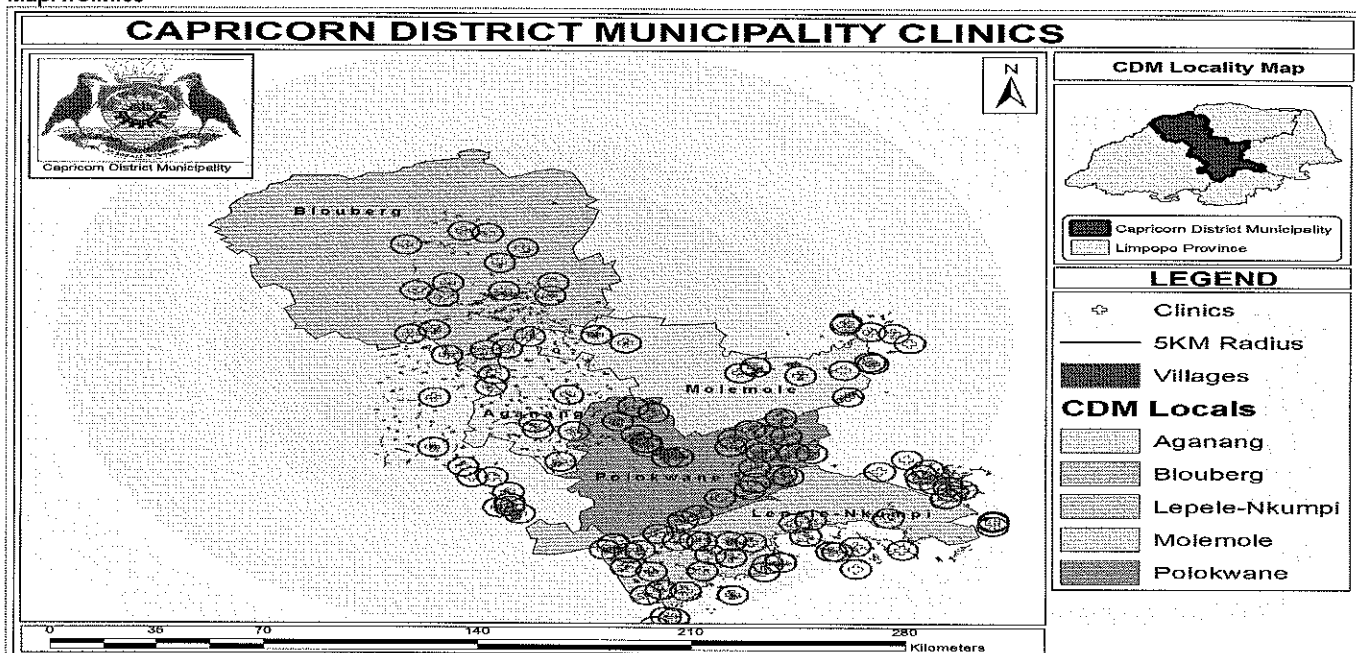 CAPRICORN DISTRICT MUNICIPALITY CLINICS
Capricorn District Municipality
N
Blouberg
Molemole
Aganang
Polokwane
Lepele-Nkumpi
0 35 70 140 210 280
Kilometers
CDM Locality Map
Capricorn District Municipality
Limpopo Province
LEGEND
Clinics
5KM Radius
Villages
CDM Locals
Aganang
Blouberg
Lepele-Nkumpi
Molemole
Polokwane